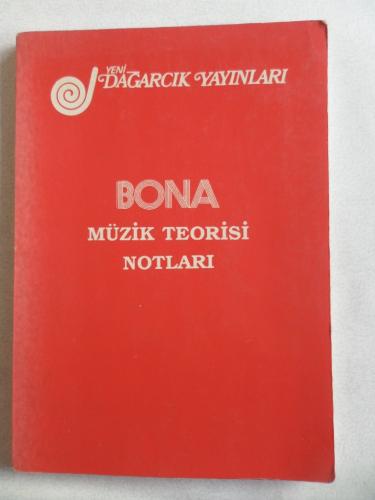 YENİ
DAĞARCIK YAYINLARI
BONA
MÜZİK TEORİSİ
NOTLARI